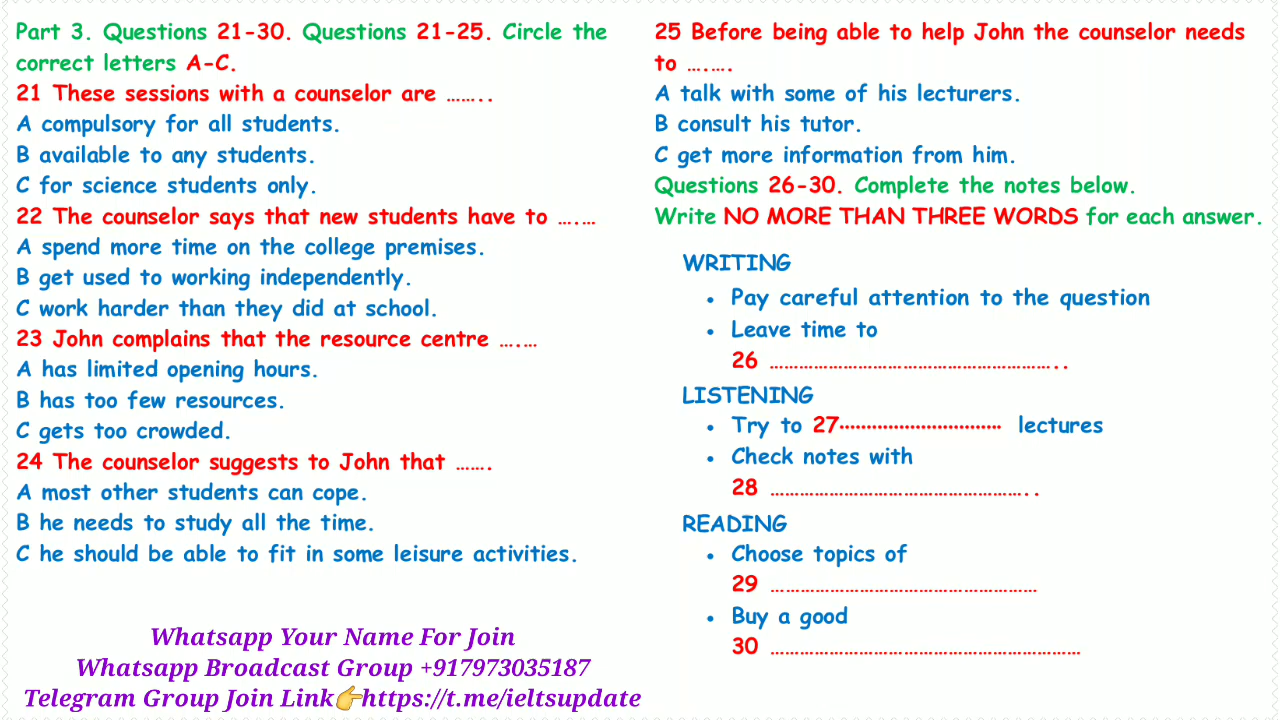 Part 3. Questions 21-30. Questions 21-25. Circle the
correct letters A-C.
21 These sessions with a counselor are ……..
A compulsory for all students.
B available to any students.
C for science students only.
22 The counselor says that new students have to ….…
A spend more time on the college premises.
B get used to working independently.
C work harder than they did at school.
23 John complains that the resource centre ….…
A has limited opening hours.
B has too few resources.
C gets too crowded.
24 The counselor suggests to John that …….
A most other students can cope.
B he needs to study all the time.
C he should be able to fit in some leisure activities.
Whatsapp Your Name For Join
Whatsapp Broadcast Group +917973035187
Telegram Group Join Link👉https://t.me/ieltsupdate
25 Before being able to help John the counselor needs
to ….….
A talk with some of his lecturers.
B consult his tutor.
C get more information from him.
Questions 26-30. Complete the notes below.
Write NO MORE THAN THREE WORDS for each answer.
WRITING
• Pay careful attention to the question
• Leave time to
26 …………………………………………………..
LISTENING
• Try to 27…………………………… lectures
• Check notes with
28 ……………………………………………..
READING
• Choose topics of
29 ………………………………………………
• Buy a good
30 ………………………………………………………